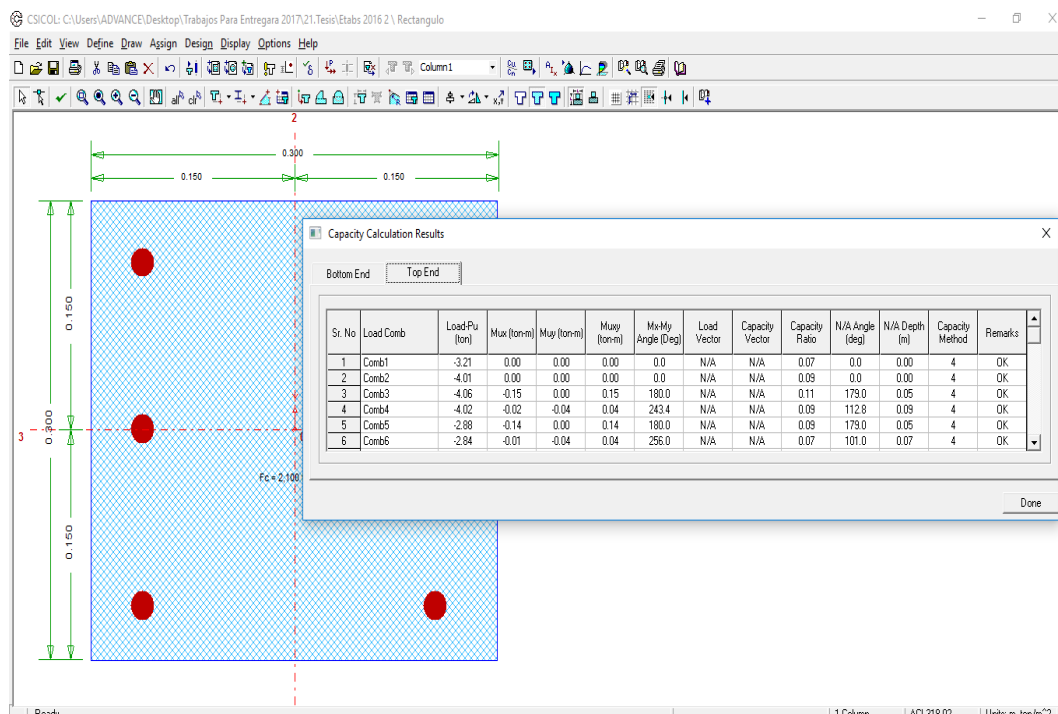 CSICOL: C:\Users\ADVANCE\Desktop\Trabajos Para Entregara 2017\21.Tesis\Etabs 2016 2 \ Rectangulo
File Edit View Define Draw Assign Design Display Options Help
Column1
2
0.300
0.150 0.150
0.150
0.300
0.150
3
Fc = 2,100
Capacity Calculation Results
Bottom End Top End
Sr. No Load Comb Load-Pu (ton) Mux (ton-m) Muy (ton-m) Muxy (ton-m) Mx-My Angle (Deg) Load Vector Capacity Vector Capacity Ratio N/A Angle (deg) N/A Depth (m) Capacity Method Remarks
1 Comb1 -3.21 0.00 0.00 0.00 0.0 N/A N/A 0.07 0.0 0.00 4 OK
2 Comb2 -4.01 0.00 0.00 0.00 0.0 N/A N/A 0.09 0.0 0.00 4 OK
3 Comb3 -4.06 -0.15 0.00 0.15 180.0 N/A N/A 0.11 179.0 0.05 4 OK
4 Comb4 -4.02 -0.02 -0.04 0.04 243.4 N/A N/A 0.09 112.8 0.09 4 OK
5 Comb5 -2.88 -0.14 0.00 0.14 180.0 N/A N/A 0.09 179.0 0.05 4 OK
6 Comb6 -2.84 -0.01 -0.04 0.04 256.0 N/A N/A 0.07 101.0 0.07 4 OK
Done
Ready 1 Column ACI 318-02 Units: m, ton/m^2